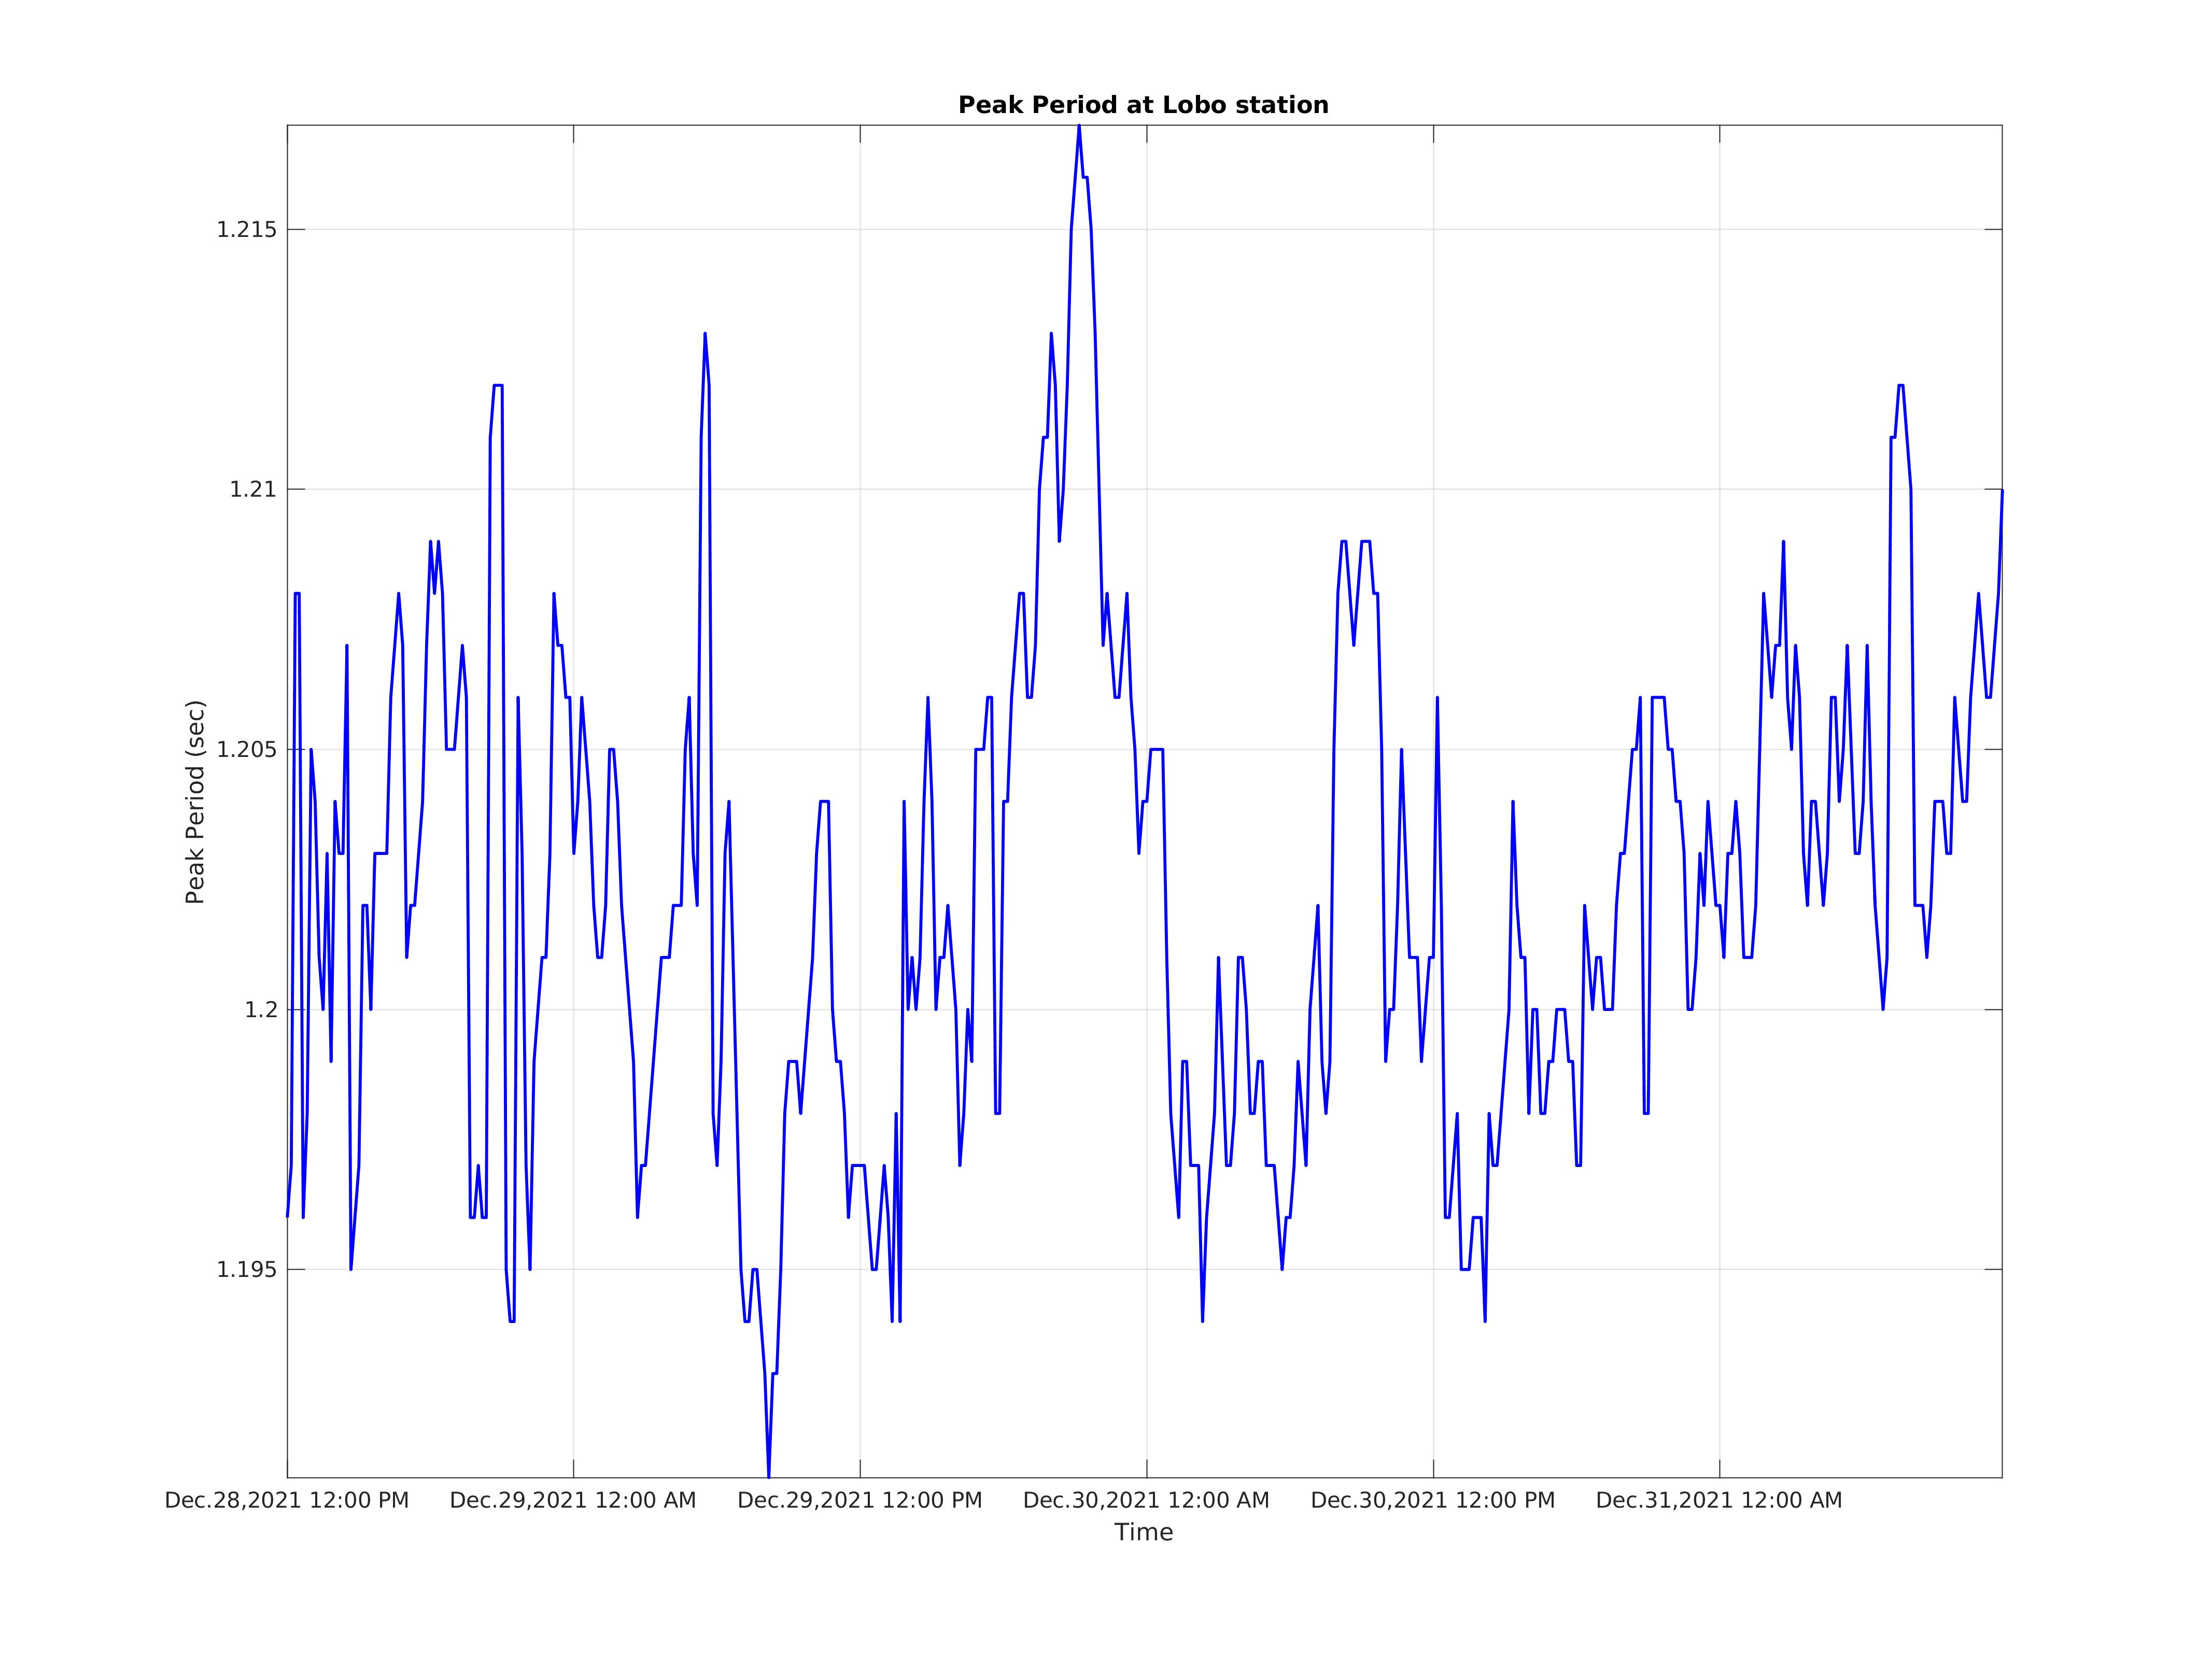 Peak Period at Lobo station
1.215
1.21
1.205
1.2
1.195
Peak Period (sec)
Dec.28,2021 12:00 PM
Dec.29,2021 12:00 AM
Dec.29,2021 12:00 PM
Dec.30,2021 12:00 AM
Dec.30,2021 12:00 PM
Dec.31,2021 12:00 AM
Time